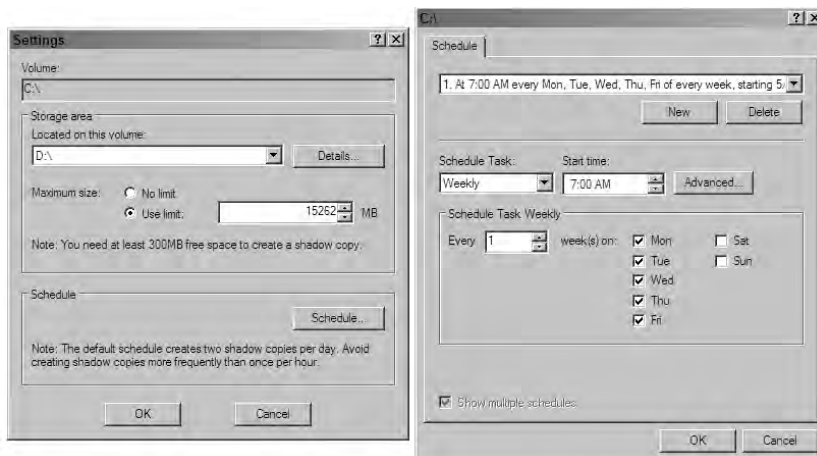 Settings
Volume:
C:\
Storage area
Located on this volume:
D:\
Details...
Maximum size:
No limit
Use limit:
15262
MB
Note: You need at least 300MB free space to create a shadow copy.
Schedule
Schedule...
Note: The default schedule creates two shadow copies per day. Avoid
creating shadow copies more frequently than once per hour.
OK
Cancel
C:\
Schedule
1. At 7:00 AM every Mon, Tue, Wed, Thu, Fri of every week, starting 5/
New
Delete
Schedule Task:
Start time:
Weekly
7:00 AM
Advanced...
Schedule Task Weekly
Every
1
week(s) on:
Mon
Sat
Tue
Sun
Wed
Thu
Fri
Show multiple schedules.
OK
Cancel